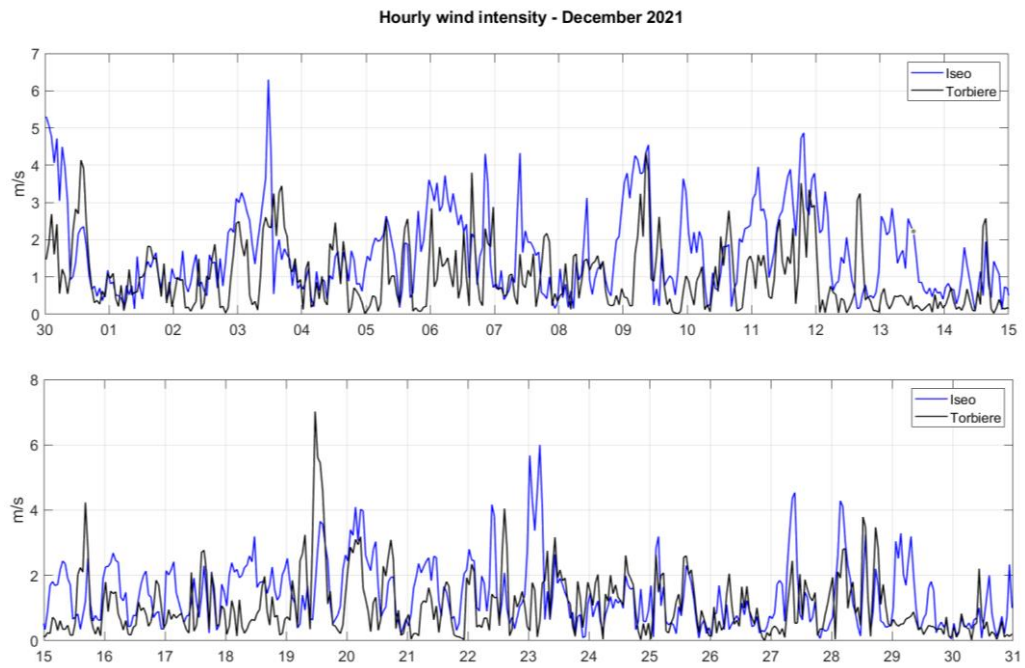 Hourly wind intensity - December 2021
7
6
5
4
3
2
1
0
m/s
Iseo
Torbiere
30 01 02 03 04 05 06 07 08 09 10 11 12 13 14 15
8
6
4
2
0
m/s
Iseo
Torbiere
15 16 17 18 19 20 21 22 23 24 25 26 27 28 29 30 31